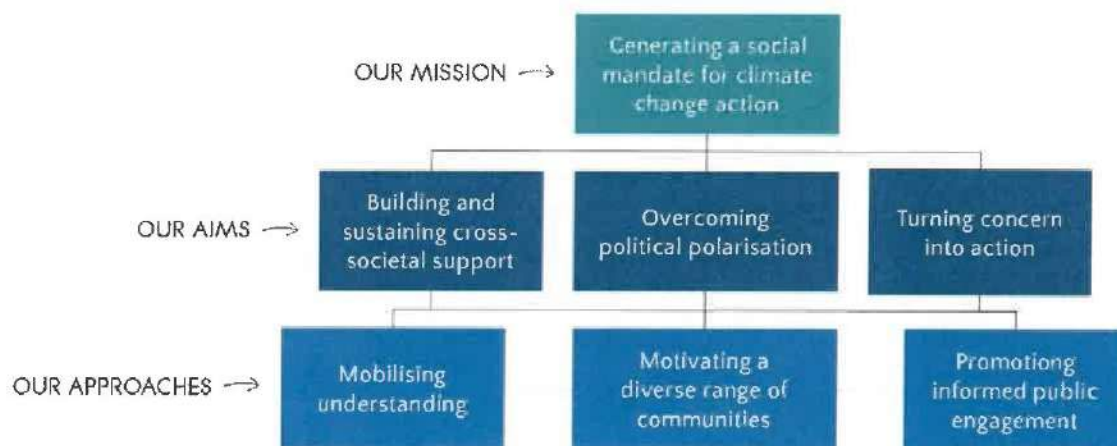 OUR MISSION →
Generating a social
mandate for climate
change action
OUR AIMS →
Building and
sustaining cross-
societal support
Overcoming
political polarisation
Turning concern
into action
OUR APPROACHES →
Mobilising
understanding
Motivating a
diverse range of
communities
Promotiong
informed public
engagement